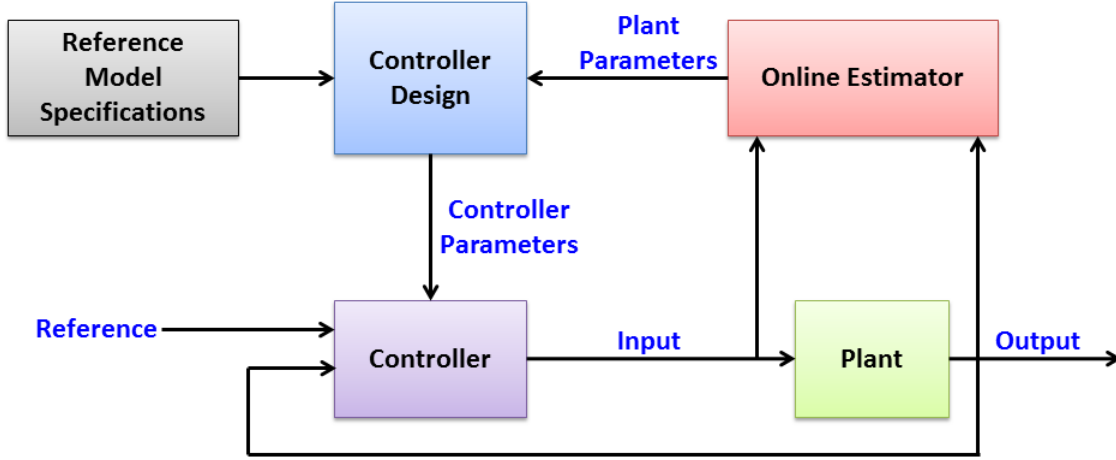 Reference
Model
Specifications
Controller
Design
Plant
Parameters
Online Estimator
Controller
Parameters
Reference
Controller
Input
Plant
Output